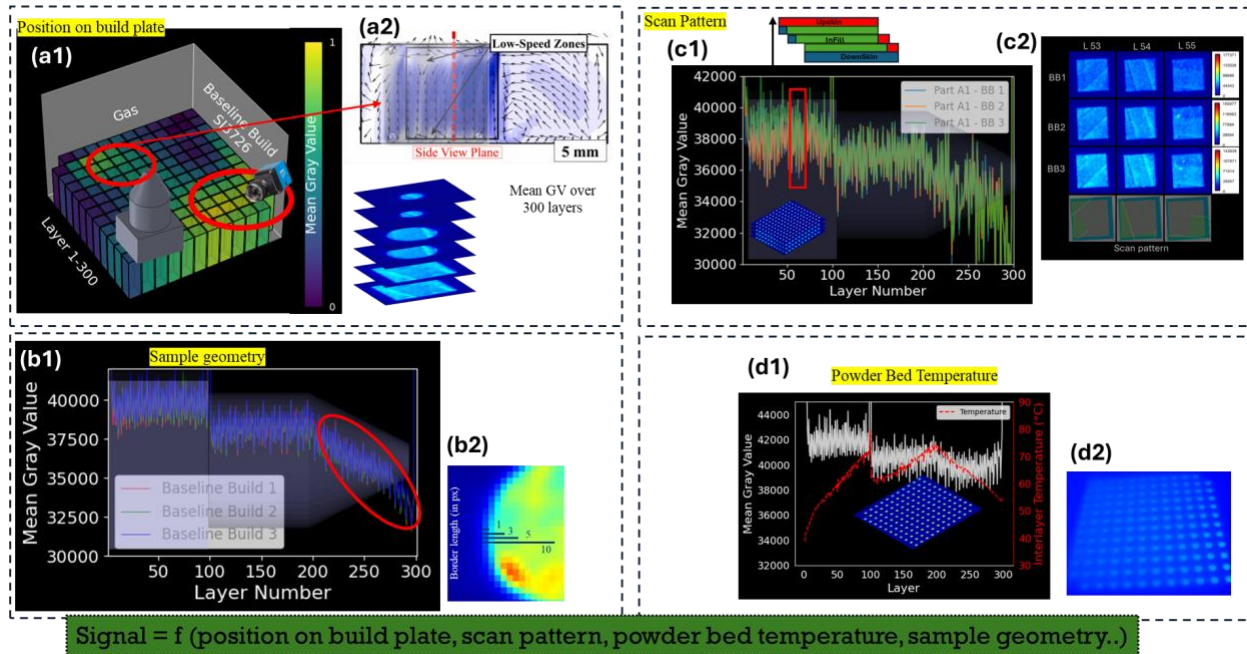 Position on build plate
(a1)
1
Gas
Baseline Build
SI3726
Mean Gray Value
Layer 1-300
0
(a2)
Low-Speed Zones
Side View Plane
5 mm
Mean GV over
300 layers
Scan Pattern
Upskin
InFill
DownSkin
(c1)
42000
40000
38000
36000
34000
32000
30000
Mean Gray Value
Part A1 - BB 1
Part A1 - BB 2
Part A1 - BB 3
50 100 150 200 250 300
Layer Number
(c2)
L 53 L 54 L 55
BB1
BB2
BB3
Scan pattern
(b1)
Sample geometry
40000
37500
35000
32500
30000
Mean Gray Value
Baseline Build 1
Baseline Build 2
Baseline Build 3
50 100 150 200 250 300
Layer Number
(b2)
Border length (in px)
1
3
5
10
(d1)
Powder Bed Temperature
44000
42000
40000
38000
36000
34000
32000
Mean Gray Value
Temperature
90
80
70
60
50
40
30
Interlayer Temperature (°C)
0 50 100 150 200 250 300
Layer
(d2)
Signal = f (position on build plate, scan pattern, powder bed temperature, sample geometry..)